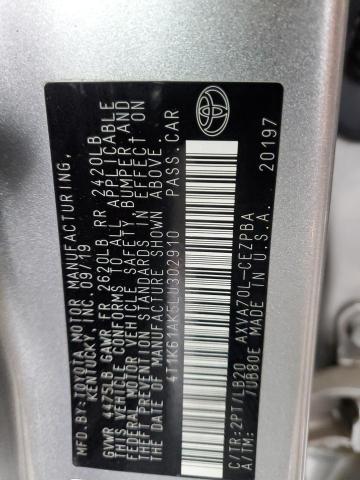 MFD.BY-TOYOTA MOTOR MANUFACTURING,
KENTUCKY, INC. 09/19
GVWR 4475LB GAWR FR 2620LB RR 2420LB
THIS VEHICLE CONFORMS TO ALL APPLICABLE
FEDERAL MOTOR VEHICLE SAFETY, BUMPER AND
THEFT PREVENTION STANDARDS IN EFFECT ON
THE DATE OF MANUFACTURE SHOWN ABOVE.
4T1K61AK5LU302910 PASS.CAR
C/TR:2PT/LB20 AXVA70L-CEZPBA
A/TM: /UB80E MADE IN U.S.A. 20197